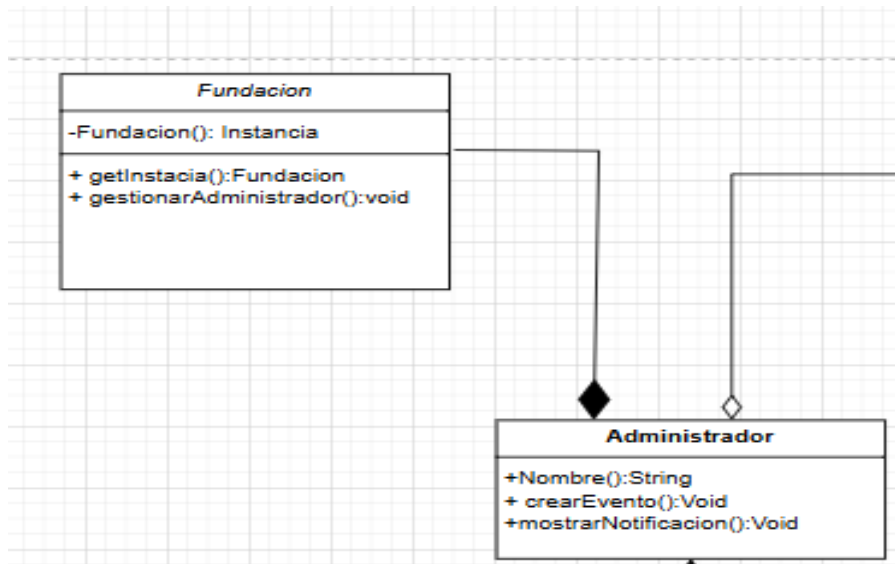 Fundacion
-Fundacion(): Instancia
+ getInstacia():Fundacion
+ gestionarAdministrador():void
Administrador
+Nombre():String
+ crearEvento():Void
+mostrarNotificacion():Void